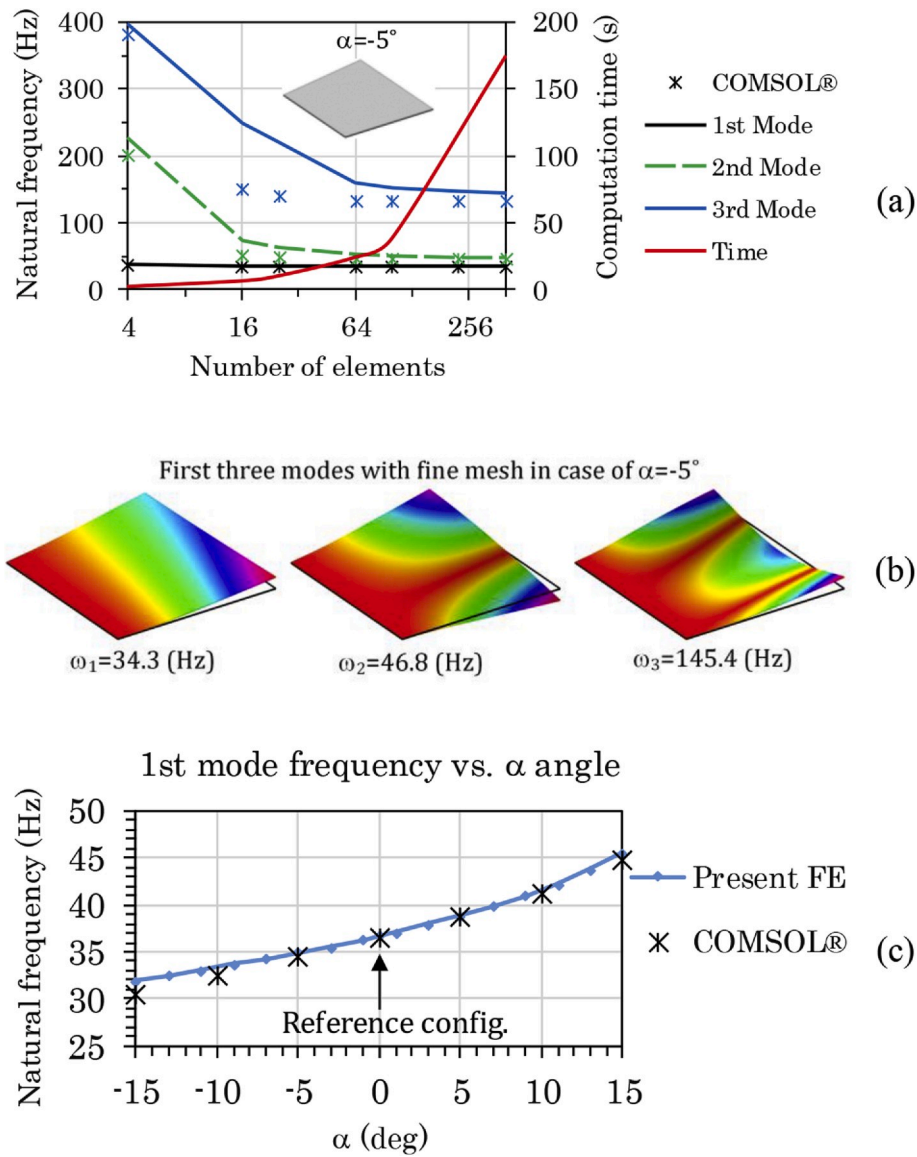 Natural frequency (Hz)
400
300
200
100
0
α=-5˚
200
150
100
50
0
Computation time (s)
4
16
64
256
Number of elements
COMSOL®
1st Mode
2nd Mode
3rd Mode
Time
(a)
First three modes with fine mesh in case of α=-5˚
ω1=34.3 (Hz)
ω2=46.8 (Hz)
ω3=145.4 (Hz)
(b)
1st mode frequency vs. α angle
Natural frequency (Hz)
50
45
40
35
30
25
Reference config.
-15
-10
-5
0
5
10
15
α (deg)
Present FE
COMSOL®
(c)